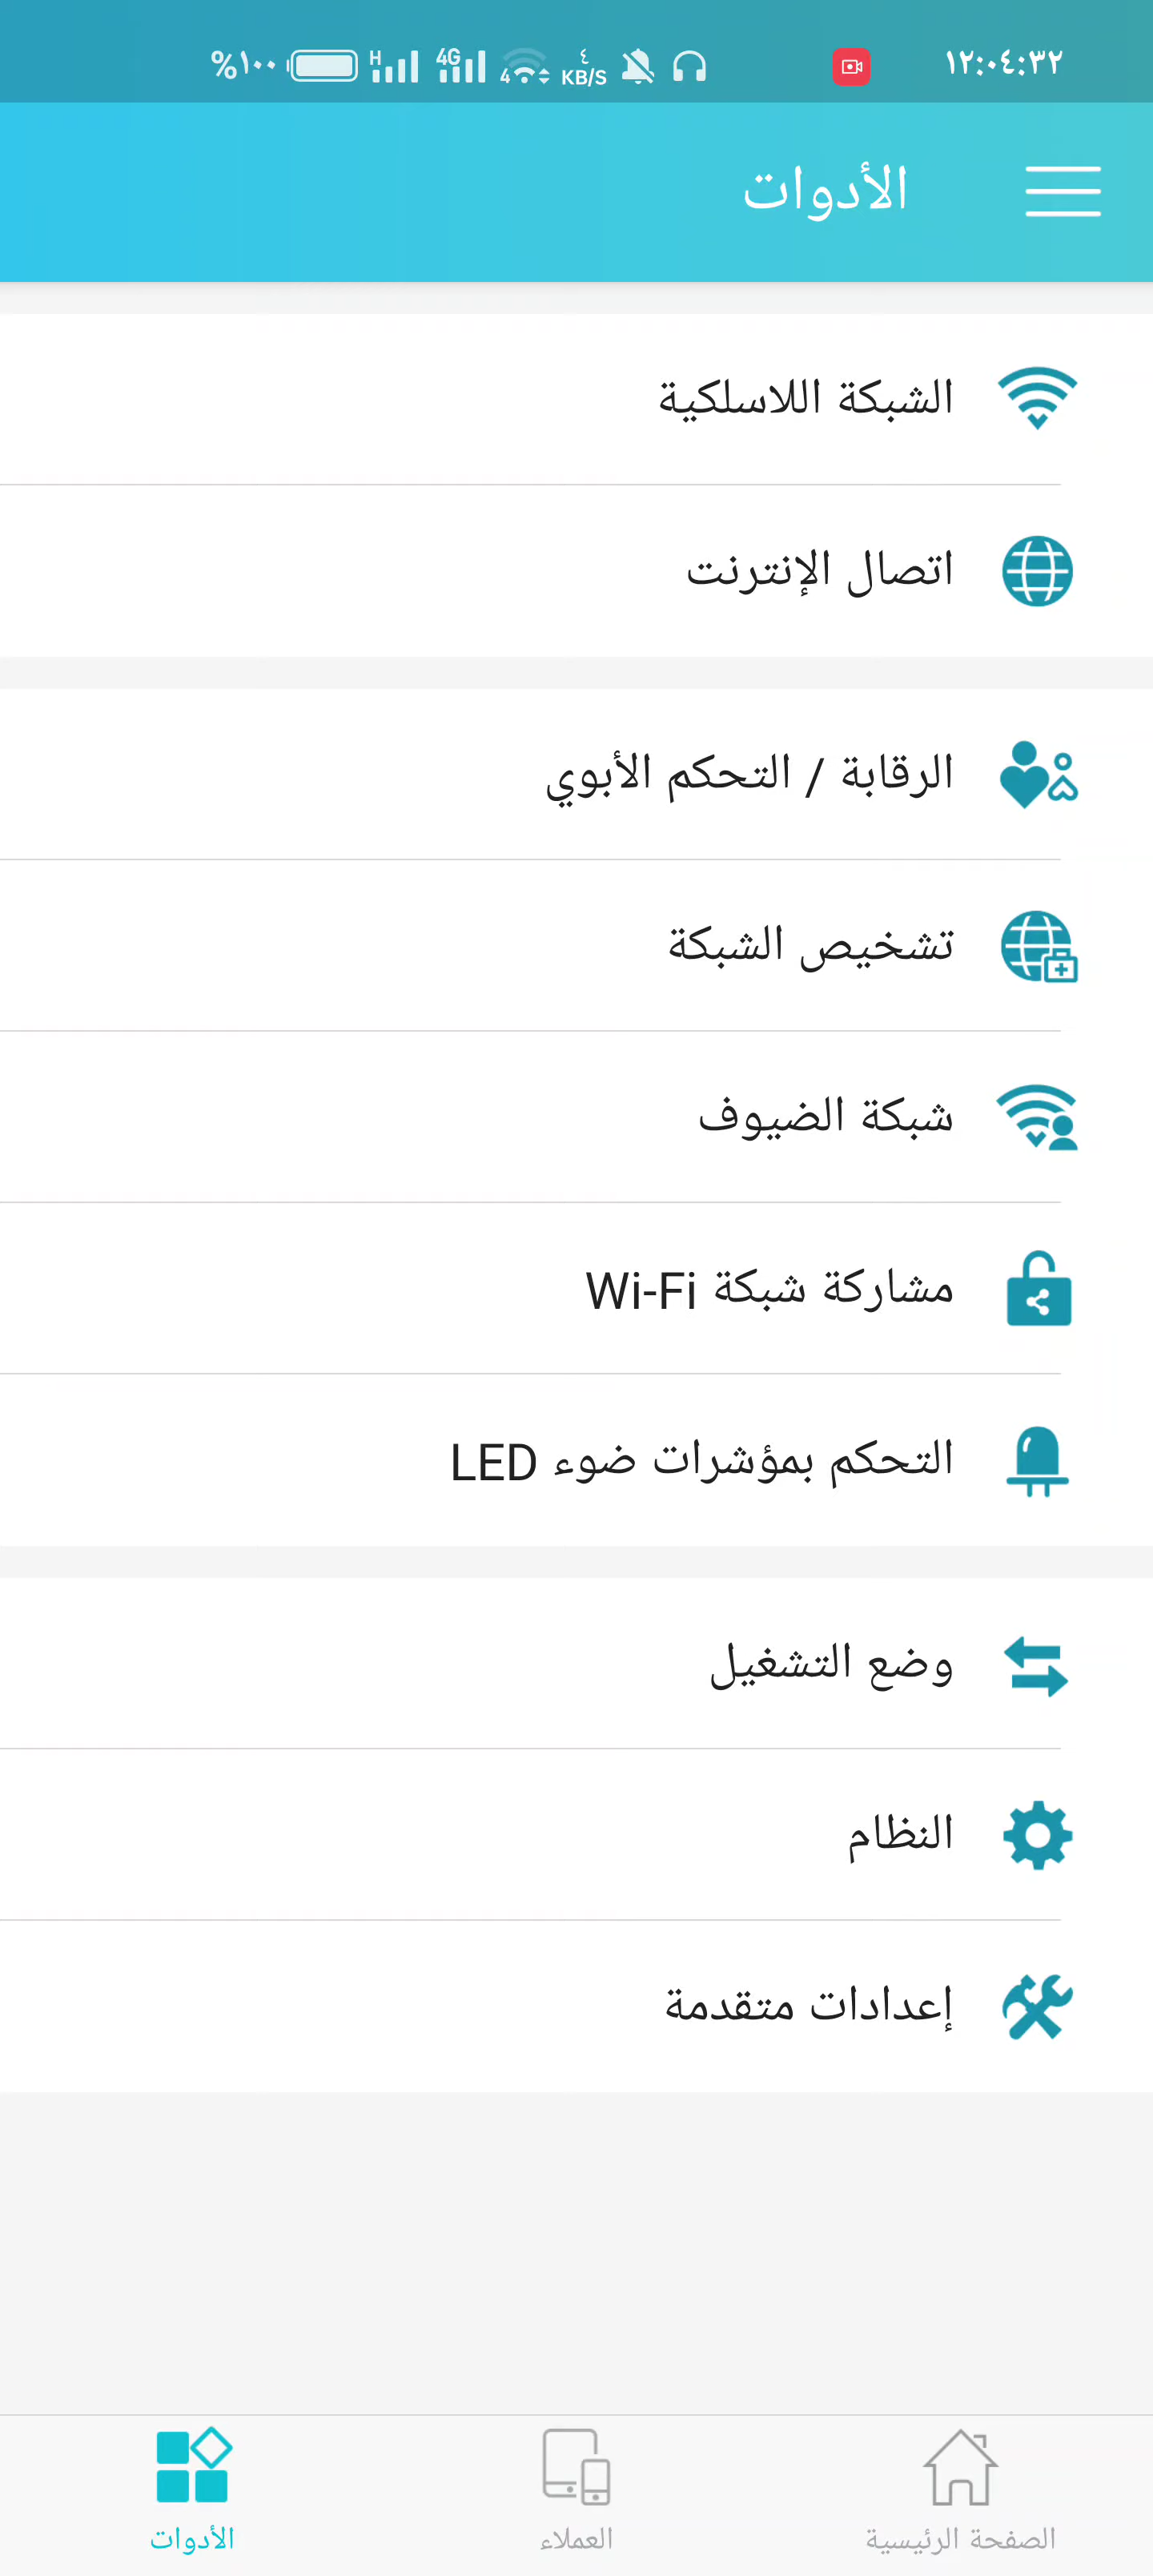 ١٢:٠٤:٣٢ ٤ KB/S 4 4G H %١٠٠
الأدوات
الشبكة اللاسلكية
اتصال الإنترنت
الرقابة / التحكم الأبوي
تشخيص الشبكة
شبكة الضيوف
مشاركة شبكة Wi-Fi
التحكم بمؤشرات ضوء LED
وضع التشغيل
النظام
إعدادات متقدمة
الصفحة الرئيسية العملاء الأدوات